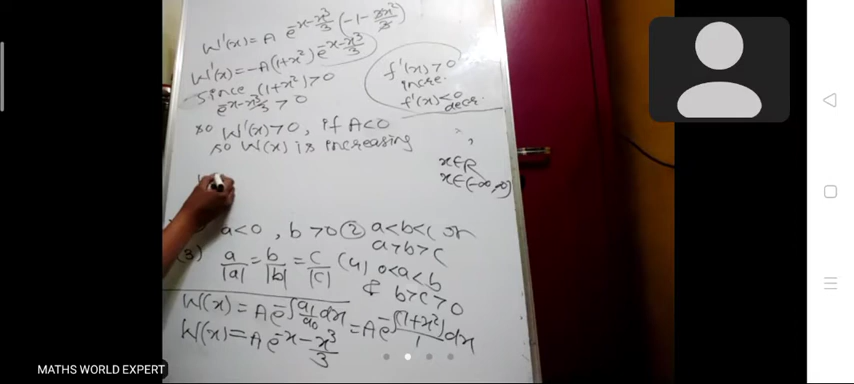 W'(x) = A e^{-x-x³/3} (-1 - 3x²/3)
W'(x) = -A(1+x²) e^{-x-x³/3}
since (1+x²) > 0
e^{-x-x³/3} > 0
f'(x) > 0
incre.
f'(x) < 0
decr.
so W'(x) > 0, if A < 0
so W(x) is increasing
x ∈ R
x ∈ (-∞, ∞)
a < 0, b > 0 (2) a < b < c or
a > b > c
(3) a/|a| = b/|b| = c/|c| (4) 0 < a < b
& b > c > 0
W(x) = A e^{-∫ a₁/a₀ dx} = A e^{-∫ (1+x²)/1 dx}
W(x) = A e^{-x - x³/3}
MATHS WORLD EXPERT